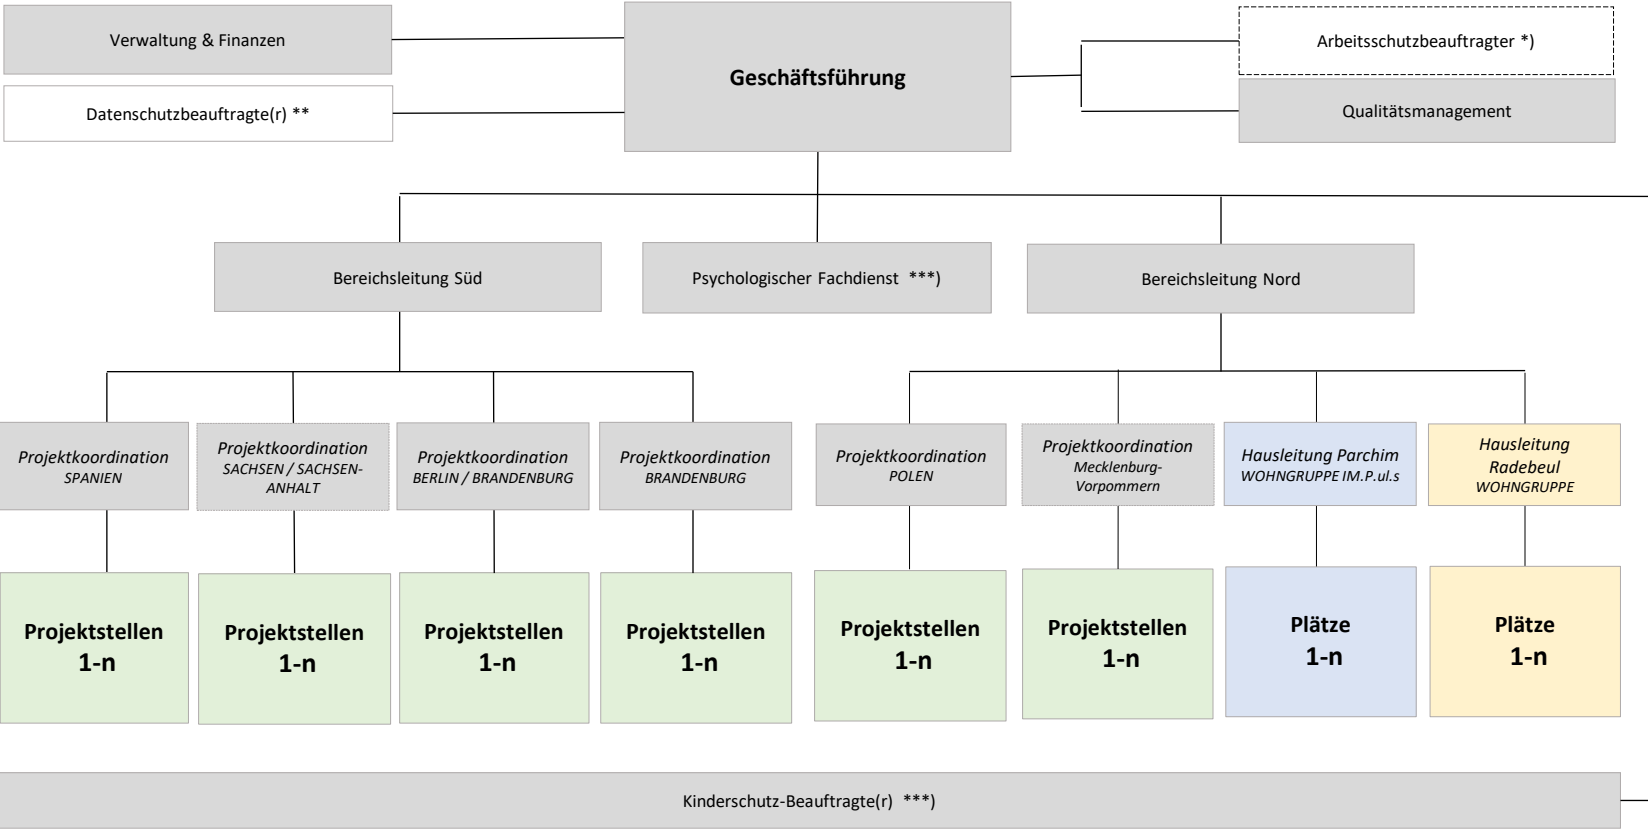 Verwaltung & Finanzen
Geschäftsführung
Arbeitsschutzbeauftragter *)
Datenschutzbeauftragte(r) **
Qualitätsmanagement
Bereichsleitung Süd
Psychologischer Fachdienst ***)
Bereichsleitung Nord
Projektkoordination
SPANIEN
Projektkoordination
SACHSEN / SACHSEN-
ANHALT
Projektkoordination
BERLIN / BRANDENBURG
Projektkoordination
BRANDENBURG
Projektkoordination
POLEN
Projektkoordination
Mecklenburg-
Vorpommern
Hausleitung Parchim
WOHNGRUPPE IM.P.ul.s
Hausleitung
Radebeul
WOHNGRUPPE
Projektstellen
1-n
Projektstellen
1-n
Projektstellen
1-n
Projektstellen
1-n
Projektstellen
1-n
Projektstellen
1-n
Plätze
1-n
Plätze
1-n
Kinderschutz-Beauftragte(r) ***)